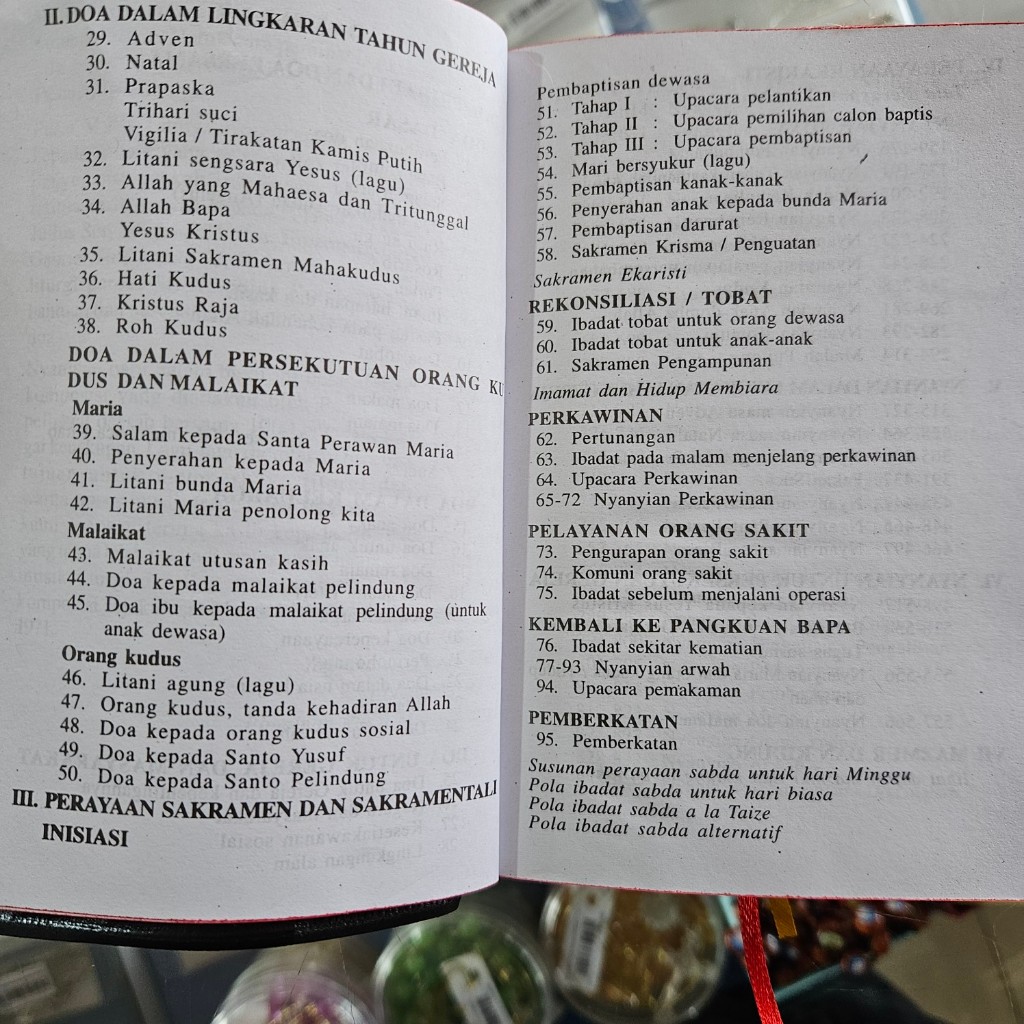 II. DOA DALAM LINGKARAN TAHUN GEREJA
29. Adven
30. Natal
31. Prapaska
Trihari suci
Vigilia / Tirakatan Kamis Putih
32. Litani sengsara Yesus (lagu)
33. Allah yang Mahaesa dan Tritunggal
34. Allah Bapa
Yesus Kristus
35. Litani Sakramen Mahakudus
36. Hati Kudus
37. Kristus Raja
38. Roh Kudus
DOA DALAM PERSEKUTUAN ORANG KU
DUS DAN MALAIKAT
Maria
39. Salam kepada Santa Perawan Maria
40. Penyerahan kepada Maria
41. Litani bunda Maria
42. Litani Maria penolong kita
Malaikat
43. Malaikat utusan kasih
44. Doa kepada malaikat pelindung
45. Doa ibu kepada malaikat pelindung (untuk
anak dewasa)
Orang kudus
46. Litani agung (lagu)
47. Orang kudus, tanda kehadiran Allah
48. Doa kepada orang kudus sosial
49. Doa kepada Santo Yusuf
50. Doa kepada Santo Pelindung
III. PERAYAAN SAKRAMEN DAN SAKRAMENTALI
INISIASI
Pembaptisan dewasa
51. Tahap I : Upacara pelantikan
52. Tahap II : Upacara pemilihan calon baptis
53. Tahap III : Upacara pembaptisan
54. Mari bersyukur (lagu)
55. Pembaptisan kanak-kanak
56. Penyerahan anak kepada bunda Maria
57. Pembaptisan darurat
58. Sakramen Krisma / Penguatan
Sakramen Ekaristi
REKONSILIASI / TOBAT
59. Ibadat tobat untuk orang dewasa
60. Ibadat tobat untuk anak-anak
61. Sakramen Pengampunan
Imamat dan Hidup Membiara
PERKAWINAN
62. Pertunangan
63. Ibadat pada malam menjelang perkawinan
64. Upacara Perkawinan
65-72 Nyanyian Perkawinan
PELAYANAN ORANG SAKIT
73. Pengurapan orang sakit
74. Komuni orang sakit
75. Ibadat sebelum menjalani operasi
KEMBALI KE PANGKUAN BAPA
76. Ibadat sekitar kematian
77-93 Nyanyian arwah
94. Upacara pemakaman
PEMBERKATAN
95. Pemberkatan
Susunan perayaan sabda untuk hari Minggu
Pola ibadat sabda untuk hari biasa
Pola ibadat sabda a la Taize
Pola ibadat sabda alternatif